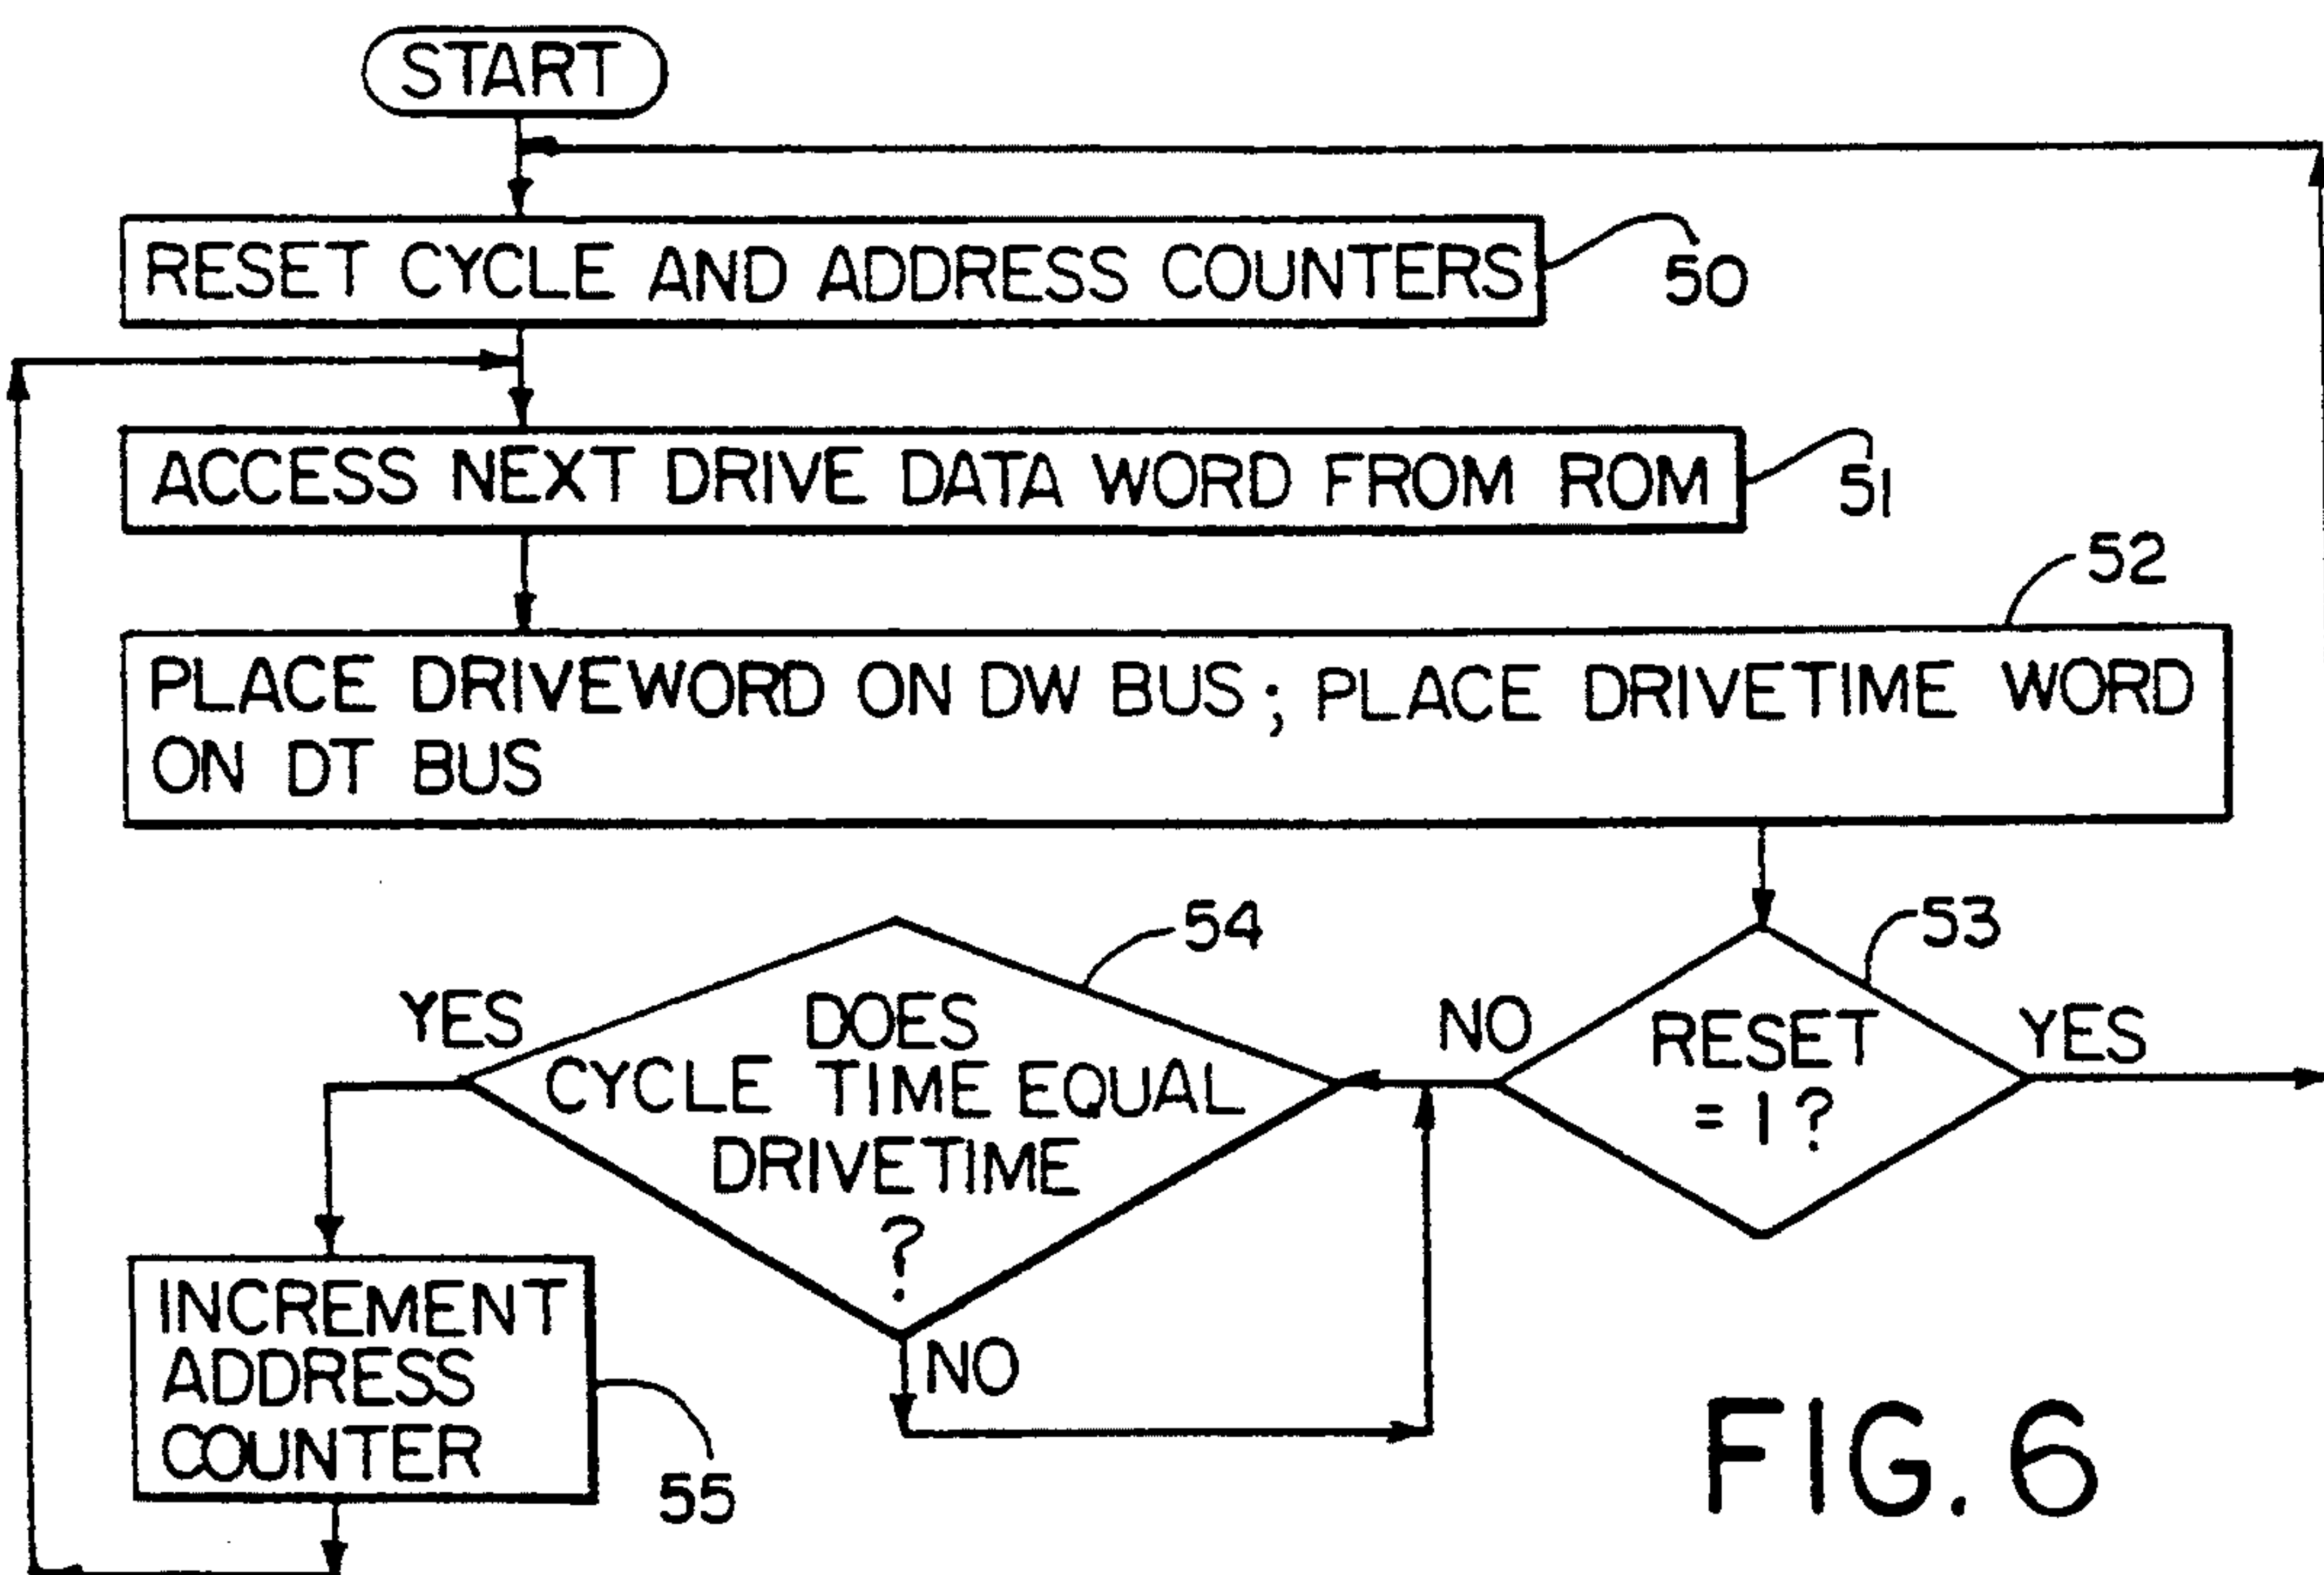 START
RESET CYCLE AND ADDRESS COUNTERS
50
ACCESS NEXT DRIVE DATA WORD FROM ROM
51
52
PLACE DRIVEWORD ON DW BUS; PLACE DRIVETIME WORD
ON DT BUS
53
RESET
= 1 ?
YES
NO
54
DOES
CYCLE TIME EQUAL
DRIVETIME
?
YES
NO
INCREMENT
ADDRESS
COUNTER
55
FIG. 6